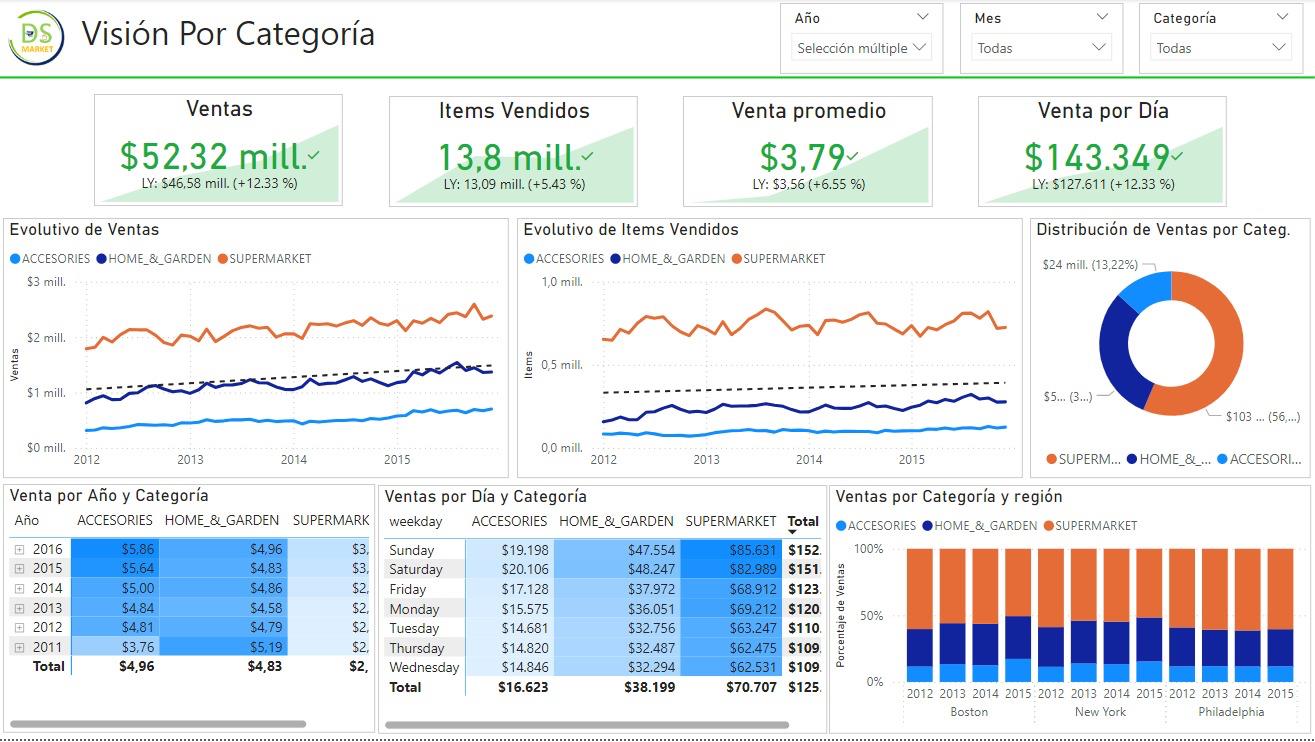 DS
MARKET
Visión Por Categoría
Año
Selección múltiple
Mes
Todas
Categoría
Todas
Ventas
$52,32 mill.
LY: $46,58 mill. (+12.33 %)
Items Vendidos
13,8 mill.
LY: 13,09 mill. (+5.43 %)
Venta promedio
$3,79
LY: $3,56 (+6.55 %)
Venta por Día
$143.349
LY: $127.611 (+12.33 %)
Evolutivo de Ventas
ACCESORIES HOME_&_GARDEN SUPERMARKET
Ventas
$3 mill.
$2 mill.
$1 mill.
$0 mill.
2012 2013 2014 2015
Evolutivo de Items Vendidos
ACCESORIES HOME_&_GARDEN SUPERMARKET
Items
1,0 mill.
0,5 mill.
0,0 mill.
2012 2013 2014 2015
Distribución de Ventas por Categ.
$24 mill. (13,22%)
$5... (3...)
$103 ... (56,...)
SUPERM... HOME_&_... ACCESORI...
Venta por Año y Categoría
Año ACCESORIES HOME_&_GARDEN SUPERMARK
2016 $5,86 $4,96 $3,
2015 $5,64 $4,83 $3,
2014 $5,00 $4,86 $2,
2013 $4,84 $4,58 $2,
2012 $4,81 $4,79 $2,
2011 $3,76 $5,19 $2,
Total $4,96 $4,83 $2,
Ventas por Día y Categoría
weekday ACCESORIES HOME_&_GARDEN SUPERMARKET Total
Sunday $19.198 $47.554 $85.631 $152.
Saturday $20.106 $48.247 $82.989 $151.
Friday $17.128 $37.972 $68.912 $123.
Monday $15.575 $36.051 $69.212 $120.
Tuesday $14.681 $32.756 $63.247 $110.
Thursday $14.820 $32.487 $62.475 $109.
Wednesday $14.846 $32.294 $62.531 $109.
Total $16.623 $38.199 $70.707 $125.
Ventas por Categoría y región
ACCESORIES HOME_&_GARDEN SUPERMARKET
Porcentaje de Ventas
100%
50%
0%
2012 2013 2014 2015 2012 2013 2014 2015 2012 2013 2014 2015
Boston New York Philadelphia